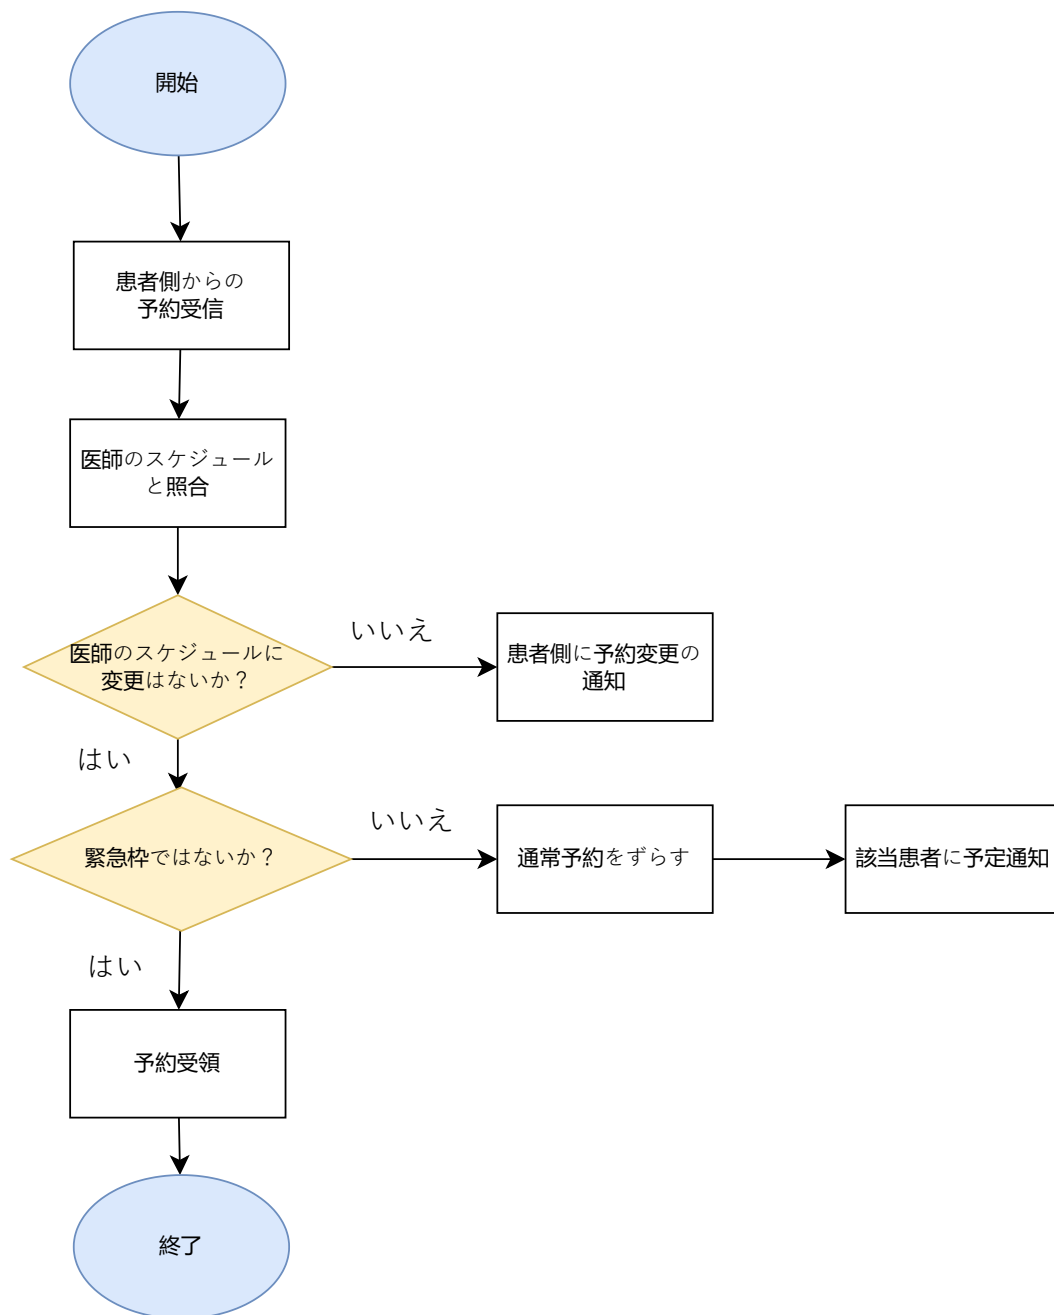 開始
患者側からの
予約受信
医師のスケジュール
と照合
医師のスケジュールに
変更はないか？
いいえ
患者側に予約変更の
通知
はい
緊急枠ではないか？
いいえ
通常予約をずらす
該当患者に予定通知
はい
予約受領
終了